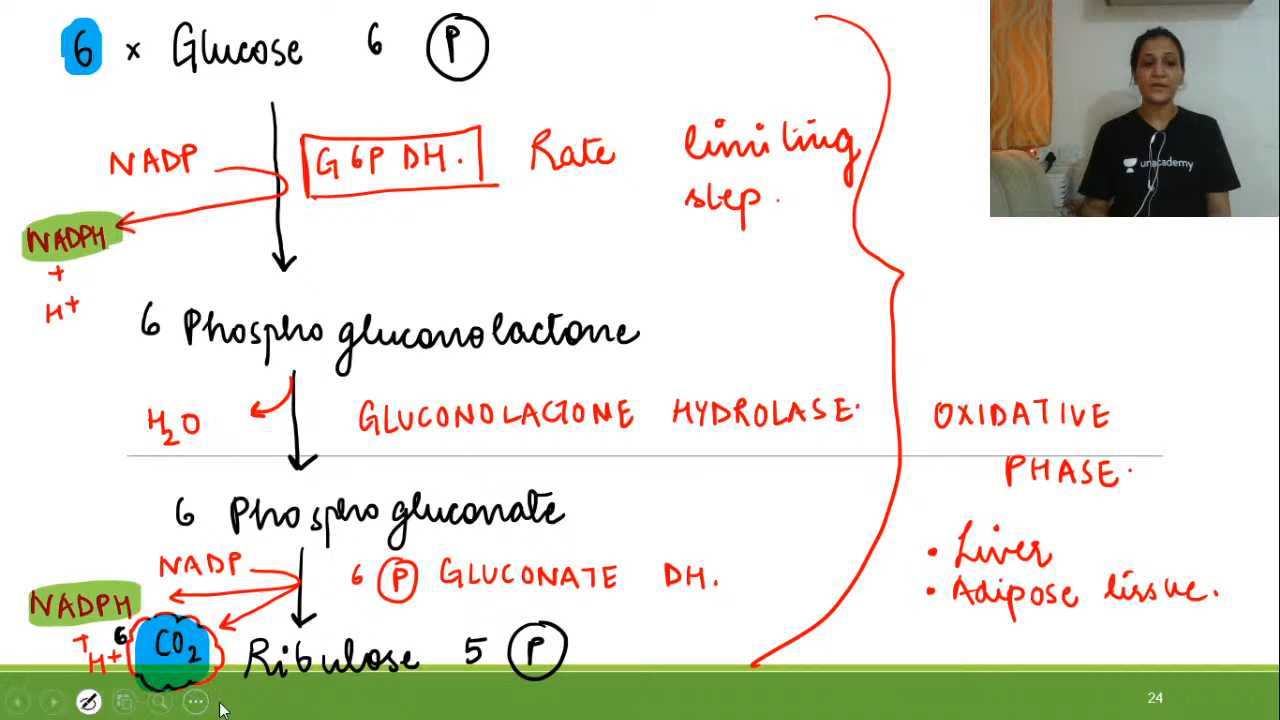 6 x Glucose 6 P
NADP G 6P DH. Rate limiting
step.
NADPH
+
H+
6 Phospho gluconolactone
H2O GLUCONOLACTONE HYDROLASE. OXIDATIVE
PHASE.
6 Phospho gluconate
• Liver
NADP 6 P GLUCONATE DH.
• Adipose tissue.
NADPH
+ 6
H+ CO2 Ribulose 5 P
unacademy
24